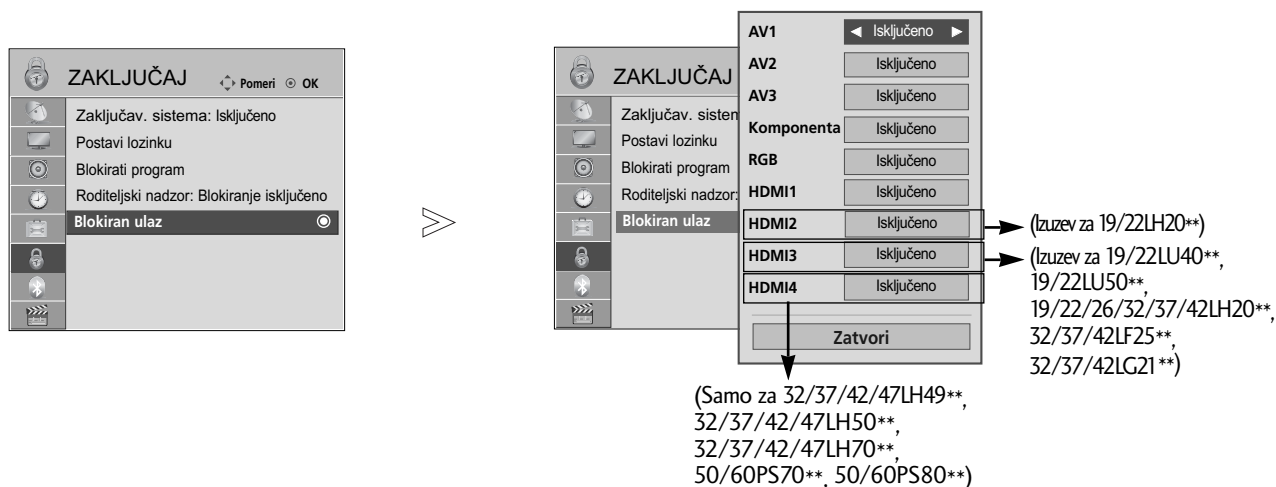 ZAKLJUČAJ
Pomeri
OK
Zaključav. sistema: Isključeno
Postavi lozinku
Blokirati program
Roditeljski nadzor: Blokiranje isključeno
Blokiran ulaz
ZAKLJUČAJ
Zaključav. sistem
Postavi lozinku
Blokirati program
Roditeljski nadzor:
Blokiran ulaz
AV1 ◄ Isključeno ►
AV2 Isključeno
AV3 Isključeno
Komponenta Isključeno
RGB Isključeno
HDMI1 Isključeno
HDMI2 Isključeno
HDMI3 Isključeno
HDMI4 Isključeno
Zatvori
(Izuzev za 19/22LH20**)
(Izuzev za 19/22LU40**,
19/22LU50**,
19/22/26/32/37/42LH20**,
32/37/42LF25**,
32/37/42LG21**)
(Samo za 32/37/42/47LH49**,
32/37/42/47LH50**,
32/37/42/47LH70**,
50/60PS70**, 50/60PS80**)